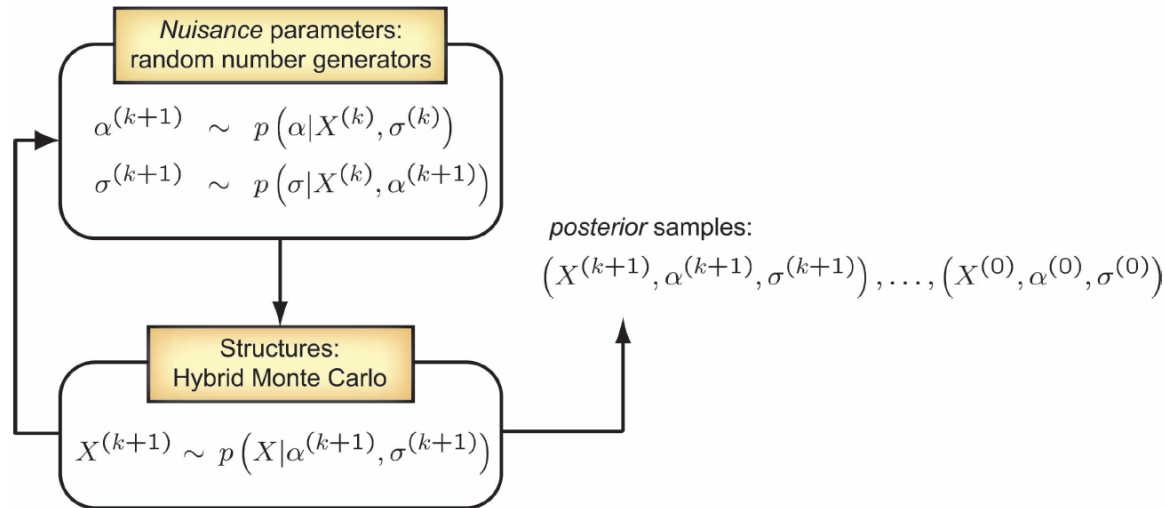 Nuisance parameters:
random number generators
α^(k+1) ∼ p(α|X^(k), σ^(k))
σ^(k+1) ∼ p(σ|X^(k), α^(k+1))
posterior samples:
(X^(k+1), α^(k+1), σ^(k+1)), ..., (X^(0), α^(0), σ^(0))
Structures:
Hybrid Monte Carlo
X^(k+1) ∼ p(X|α^(k+1), σ^(k+1))